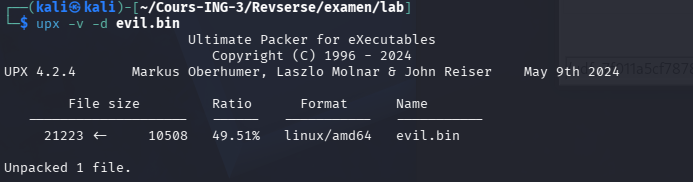 ┌──(kali㉿kali)-[~/Cours-ING-3/Revserse/examen/lab]
└─$ upx -v -d evil.bin
Ultimate Packer for eXecutables
Copyright (C) 1996 - 2024
UPX 4.2.4 Markus Oberhumer, Laszlo Molnar & John Reiser May 9th 2024
File size Ratio Format Name
-------------------- ------ ----------- -----------
21223 <- 10508 49.51% linux/amd64 evil.bin
Unpacked 1 file.